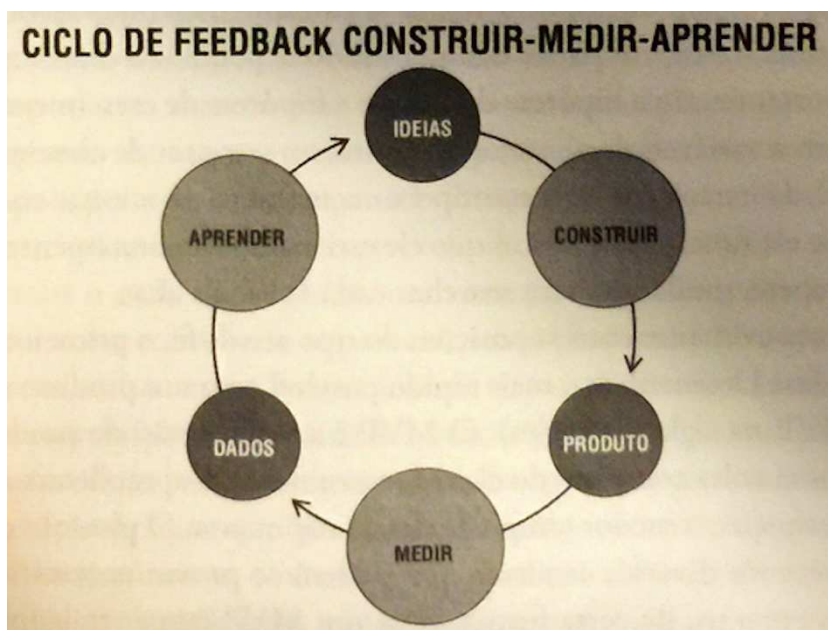 CICLO DE FEEDBACK CONSTRUIR-MEDIR-APRENDER
IDEIAS
CONSTRUIR
PRODUTO
MEDIR
DADOS
APRENDER